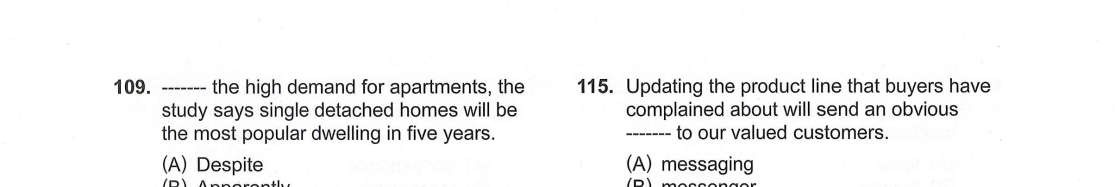 109. ------- the high demand for apartments, the
study says single detached homes will be
the most popular dwelling in five years.
(A) Despite
(B) Apparently
115. Updating the product line that buyers have
complained about will send an obvious
------- to our valued customers.
(A) messaging
(B) messenger